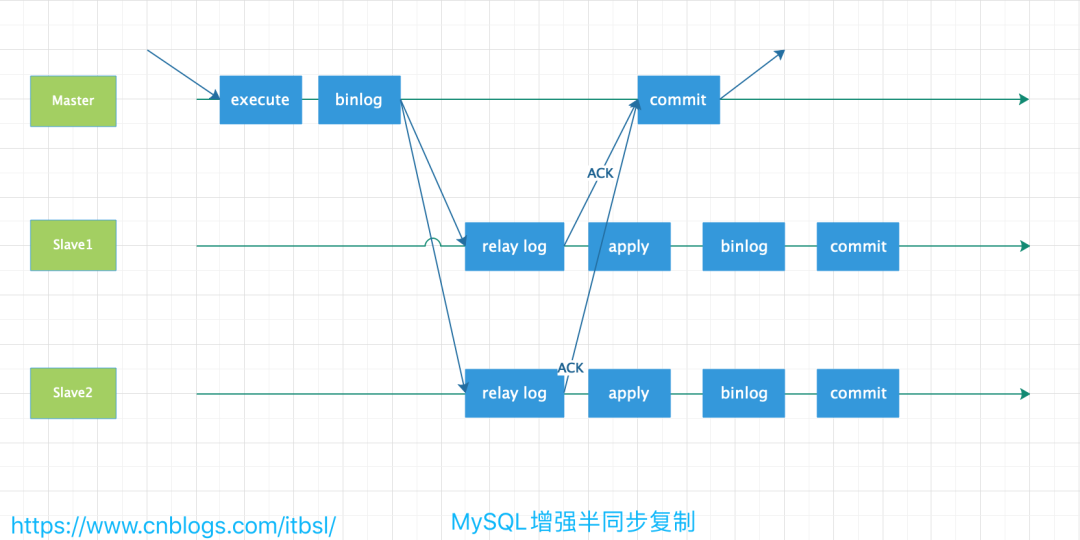 Master
execute
binlog
commit
ACK
Slave1
relay log
apply
binlog
commit
ACK
Slave2
relay log
apply
binlog
commit
https://www.cnblogs.com/itbsl/
MySQL增强半同步复制